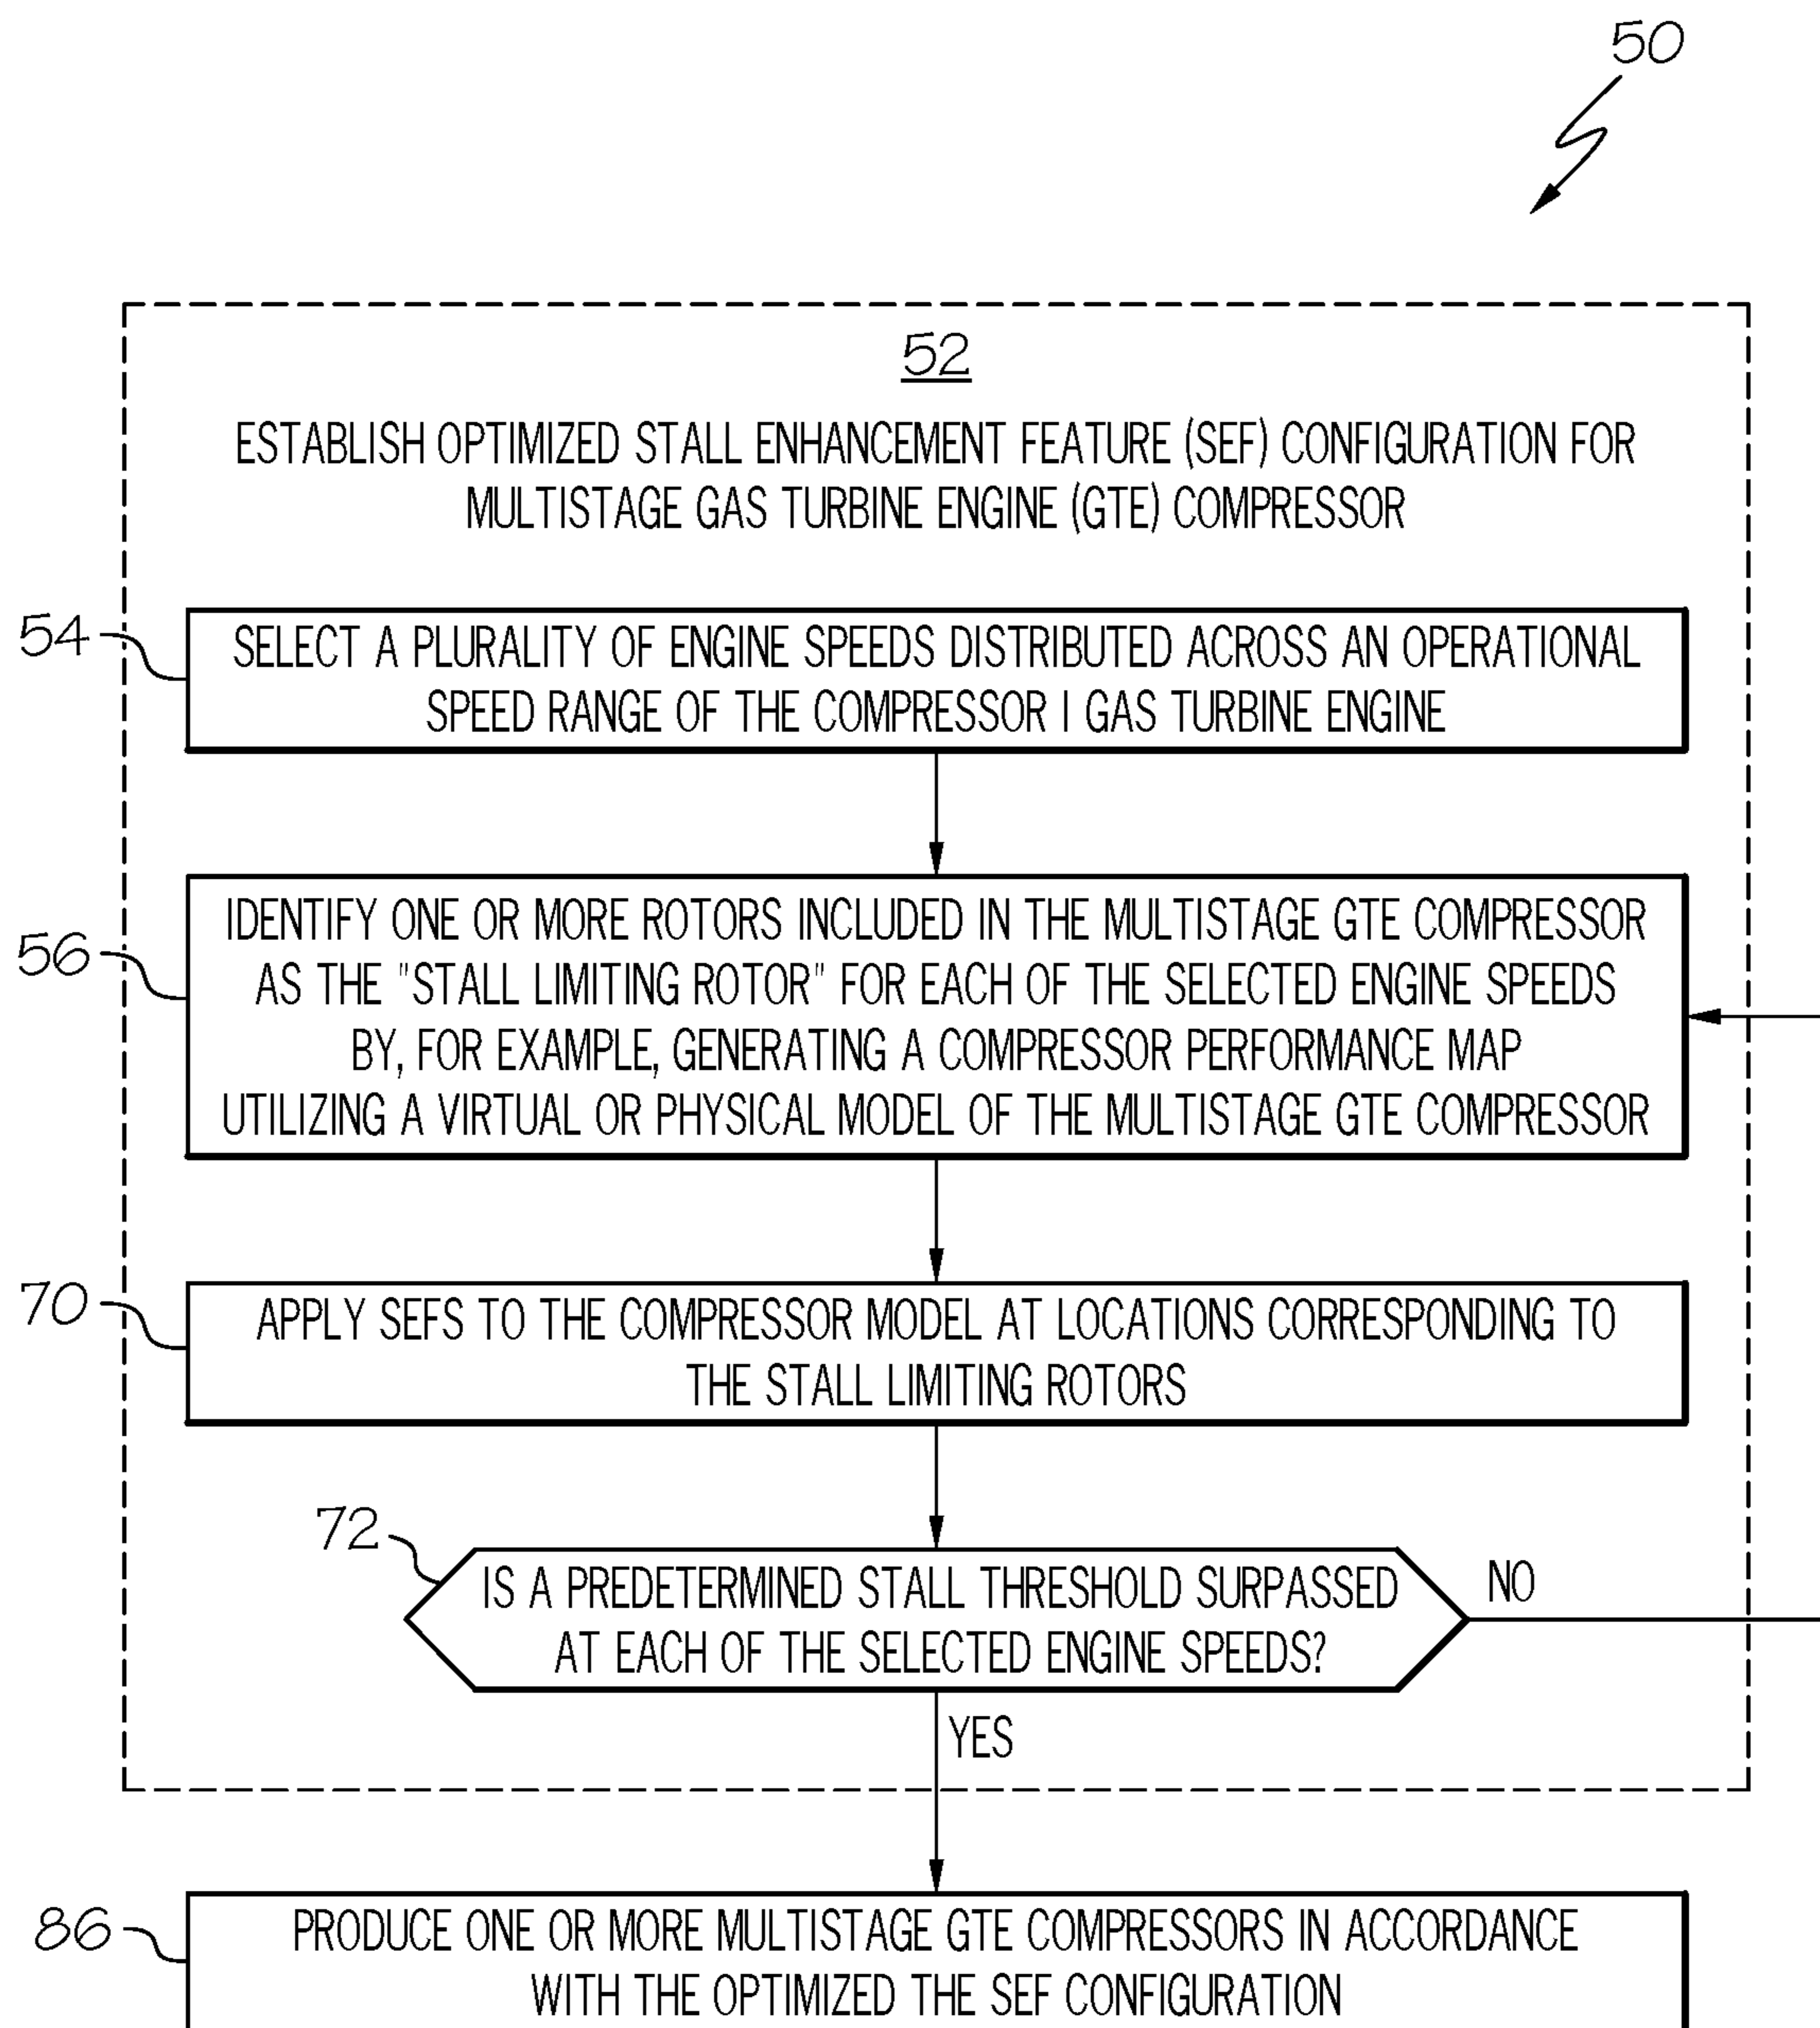 50
52
ESTABLISH OPTIMIZED STALL ENHANCEMENT FEATURE (SEF) CONFIGURATION FOR
MULTISTAGE GAS TURBINE ENGINE (GTE) COMPRESSOR
54
SELECT A PLURALITY OF ENGINE SPEEDS DISTRIBUTED ACROSS AN OPERATIONAL
SPEED RANGE OF THE COMPRESSOR I GAS TURBINE ENGINE
56
IDENTIFY ONE OR MORE ROTORS INCLUDED IN THE MULTISTAGE GTE COMPRESSOR
AS THE "STALL LIMITING ROTOR" FOR EACH OF THE SELECTED ENGINE SPEEDS
BY, FOR EXAMPLE, GENERATING A COMPRESSOR PERFORMANCE MAP
UTILIZING A VIRTUAL OR PHYSICAL MODEL OF THE MULTISTAGE GTE COMPRESSOR
70
APPLY SEFS TO THE COMPRESSOR MODEL AT LOCATIONS CORRESPONDING TO
THE STALL LIMITING ROTORS
72
IS A PREDETERMINED STALL THRESHOLD SURPASSED
AT EACH OF THE SELECTED ENGINE SPEEDS?
NO
YES
86
PRODUCE ONE OR MORE MULTISTAGE GTE COMPRESSORS IN ACCORDANCE
WITH THE OPTIMIZED THE SEF CONFIGURATION